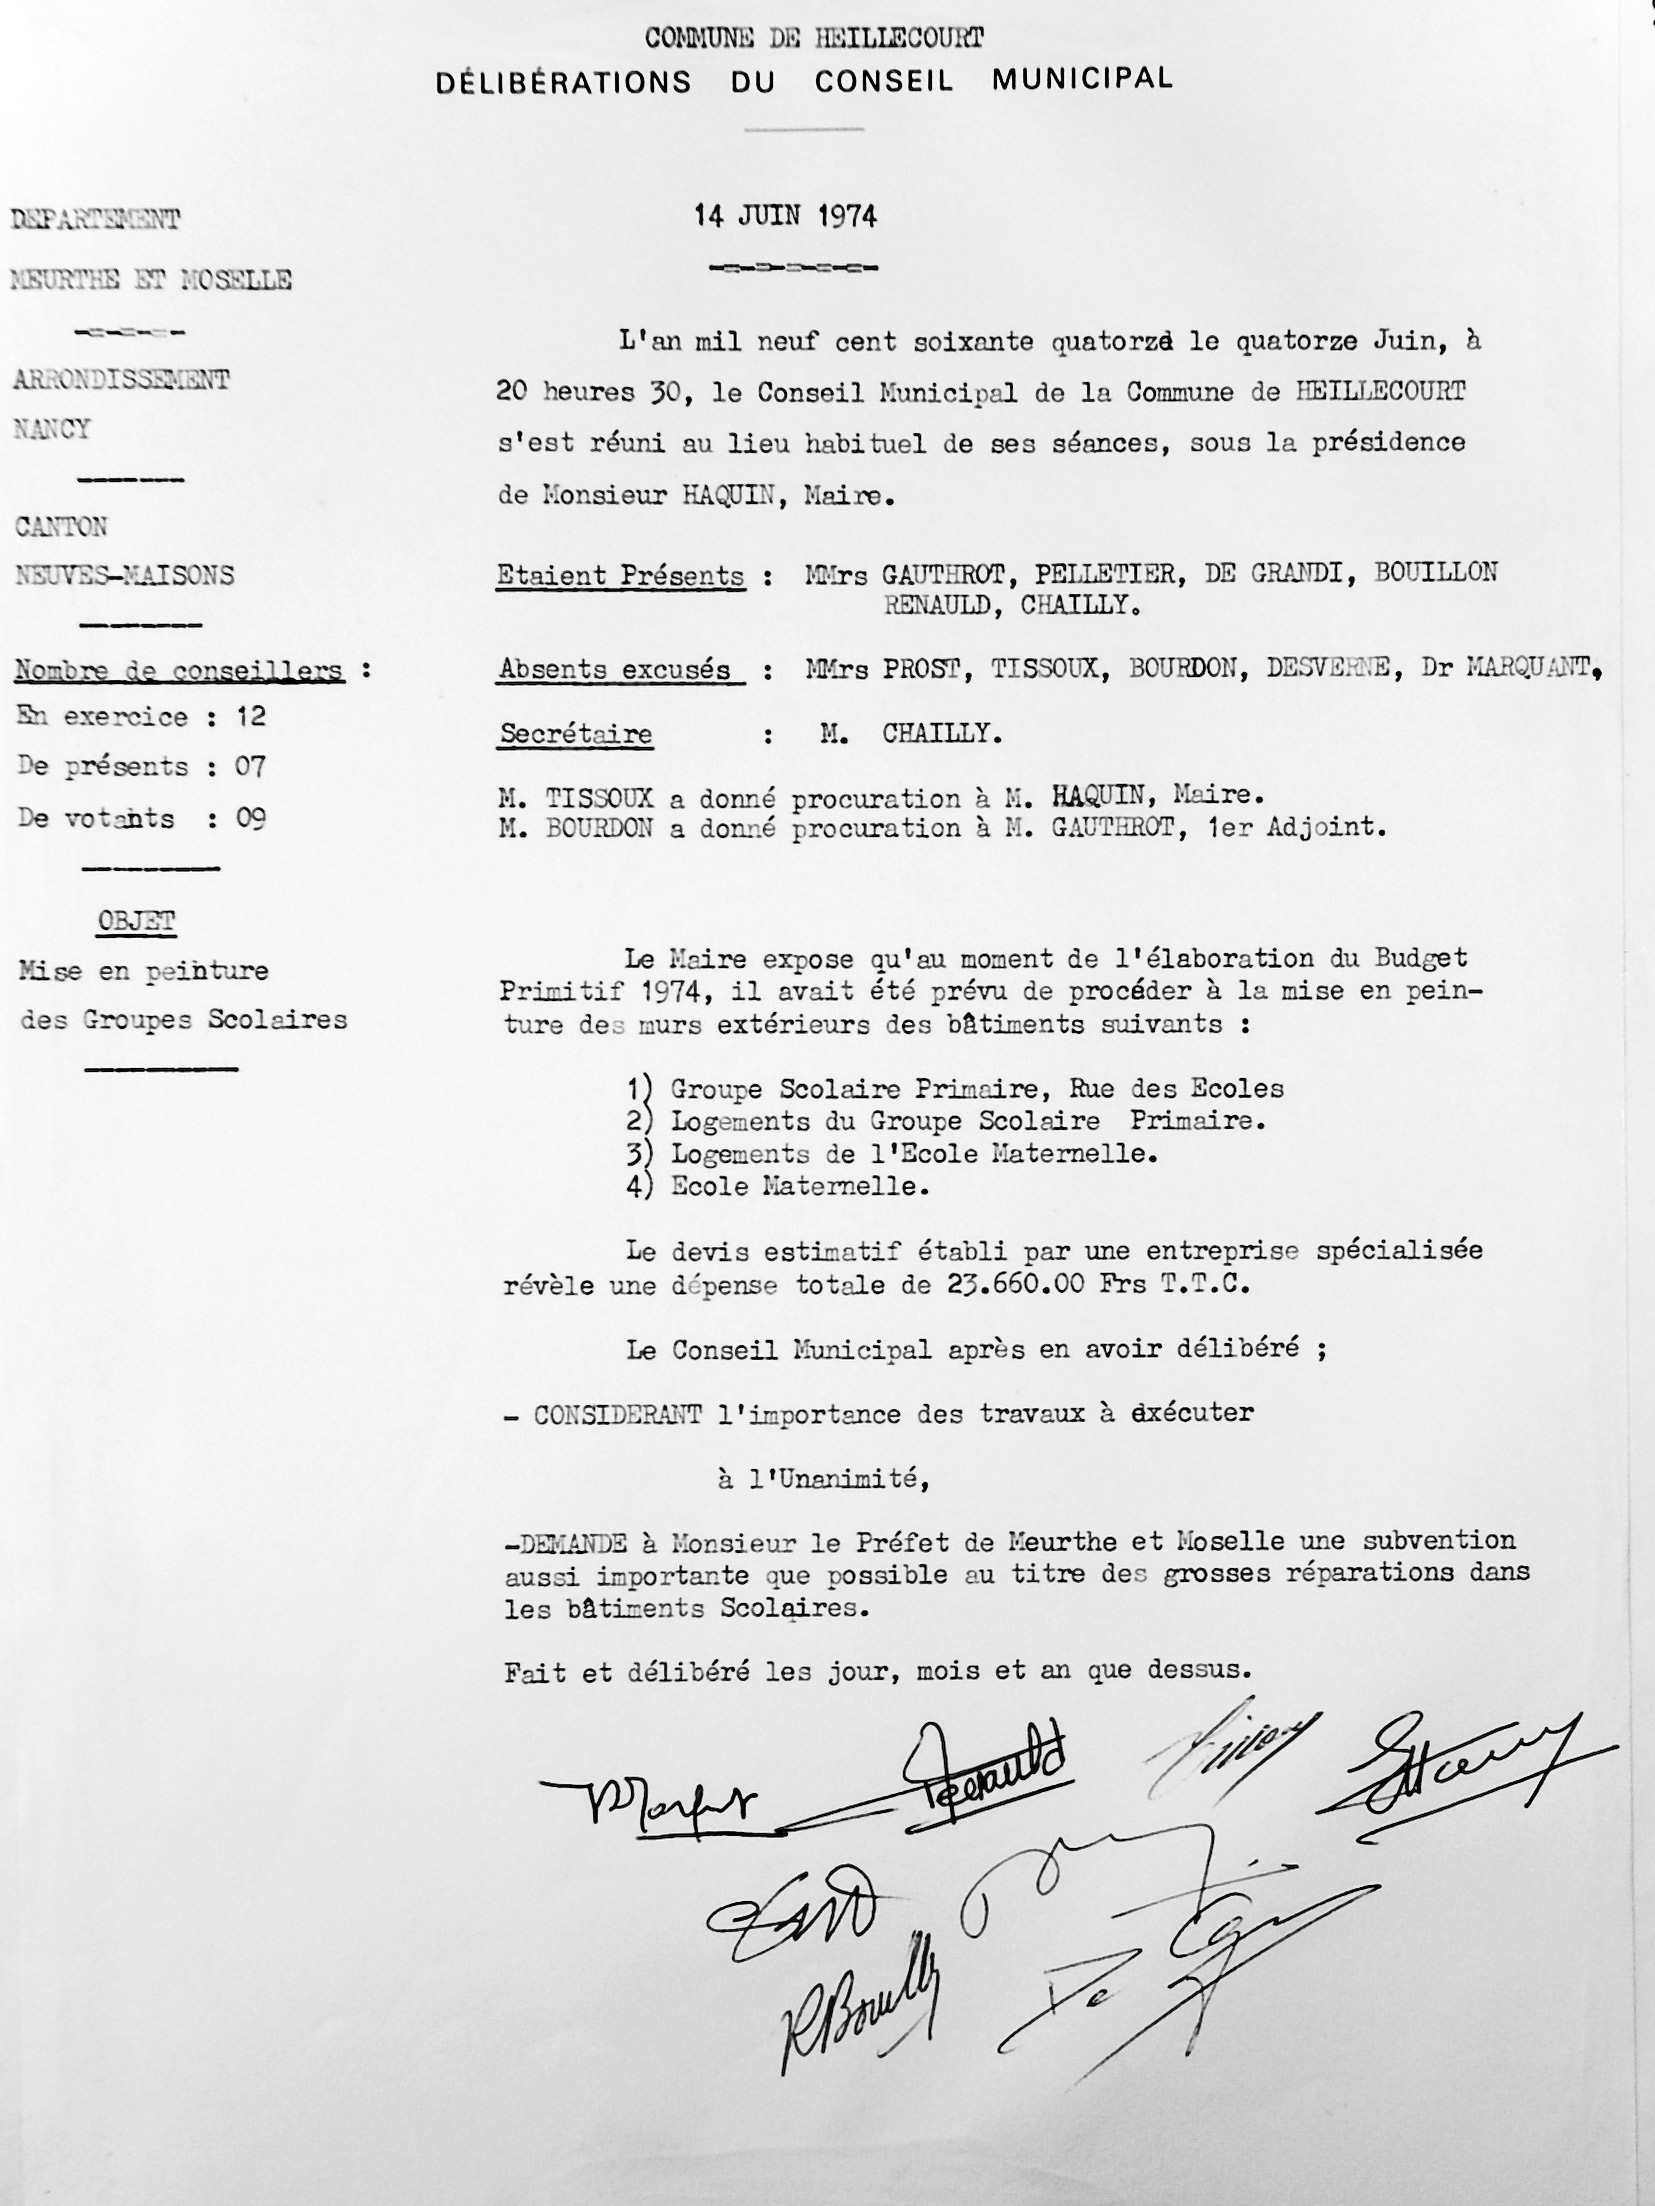 COMMUNE DE HEILLECOURT
DÉLIBÉRATIONS DU CONSEIL MUNICIPAL
14 JUIN 1974
DEPARTEMENT
MEURTHE ET MOSELLE
ARRONDISSEMENT
NANCY
CANTON
NEUVES-MAISONS
Nombre de conseillers :
En exercice : 12
De présents : 07
De votants : 09
OBJET
Mise en peinture
des Groupes Scolaires
L'an mil neuf cent soixante quatorze le quatorze Juin, à
20 heures 30, le Conseil Municipal de la Commune de HEILLECOURT
s'est réuni au lieu habituel de ses séances, sous la présidence
de Monsieur HAQUIN, Maire.
Etaient Présents : MMrs GAUTHROT, PELLETIER, DE GRANDI, BOUILLON
RENAULD, CHAILLY.
Absents excusés : MMrs PROST, TISSOUX, BOURDON, DESVERNE, Dr MARQUANT,
Secrétaire : M. CHAILLY.
M. TISSOUX a donné procuration à M. HAQUIN, Maire.
M. BOURDON a donné procuration à M. GAUTHROT, 1er Adjoint.
Le Maire expose qu'au moment de l'élaboration du Budget
Primitif 1974, il avait été prévu de procéder à la mise en pein-
ture des murs extérieurs des bâtiments suivants :
1) Groupe Scolaire Primaire, Rue des Ecoles
2) Logements du Groupe Scolaire Primaire.
3) Logements de l'Ecole Maternelle.
4) Ecole Maternelle.
Le devis estimatif établi par une entreprise spécialisée
révèle une dépense totale de 23.660.00 Frs T.T.C.
Le Conseil Municipal après en avoir délibéré ;
- CONSIDERANT l'importance des travaux à exécuter
à l'Unanimité,
-DEMANDE à Monsieur le Préfet de Meurthe et Moselle une subvention
aussi importante que possible au titre des grosses réparations dans
les bâtiments Scolaires.
Fait et délibéré les jour, mois et an que dessus.
Renauld